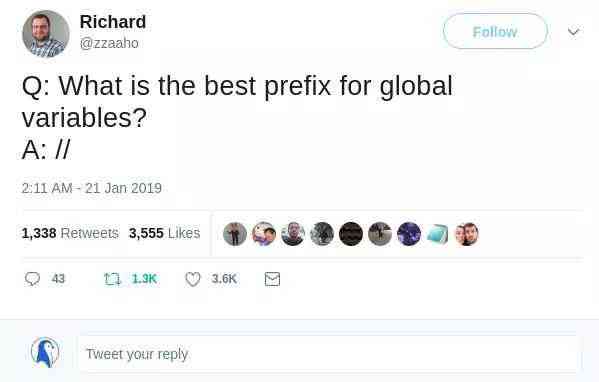 Richard
@zzaaho
Follow
Q: What is the best prefix for global
variables?
A: //
2:11 AM - 21 Jan 2019
1,338 Retweets 3,555 Likes
43 1.3K 3.6K
Tweet your reply